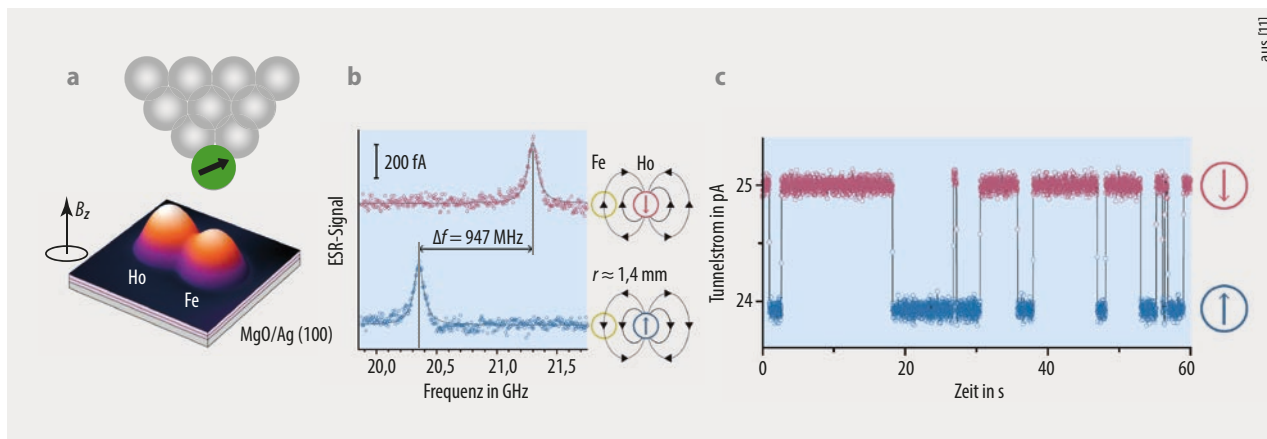 aus [11]
a
B_z
Ho
Fe
MgO/Ag (100)
b
200 fA
Fe Ho
Δf = 947 MHz
r ≈ 1,4 mm
ESR-Signal
20,0 20,5 21,0 21,5
Frequenz in GHz
c
Tunnelstrom in pA
25
24
0 20 40 60
Zeit in s